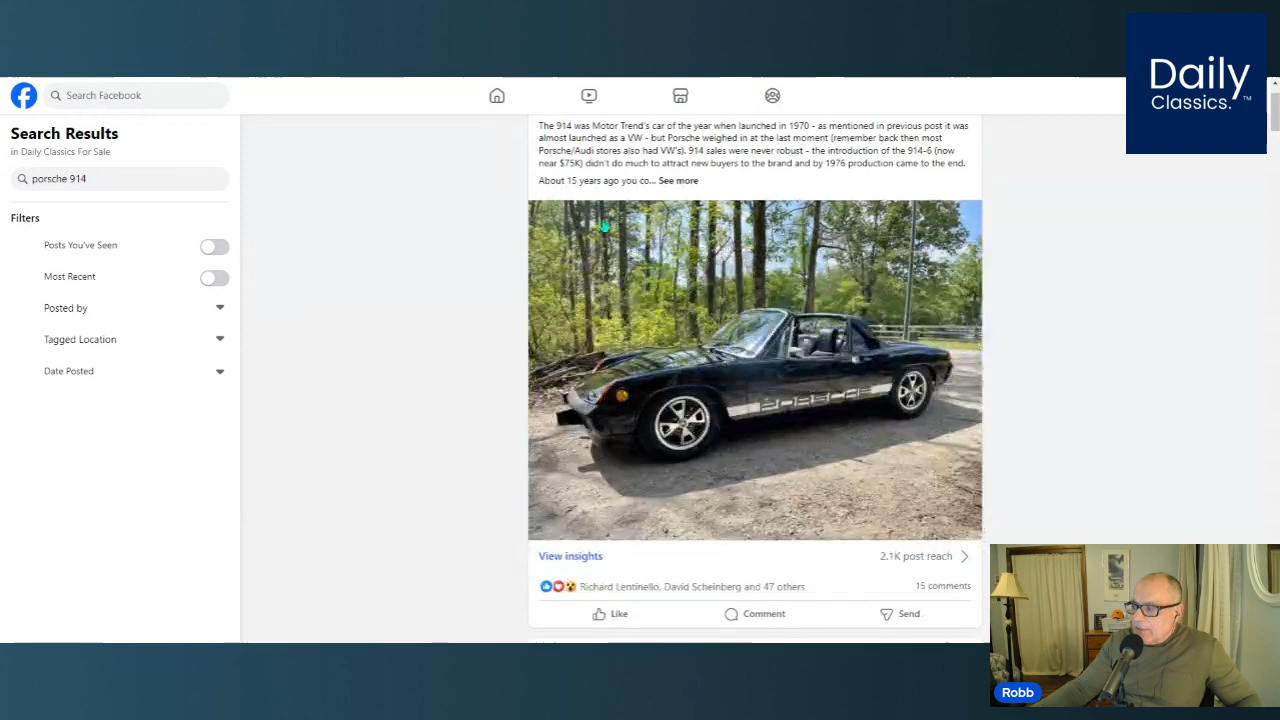 Daily
Classics.™
Search Facebook
Search Results
in Daily Classics For Sale
porsche 914
Filters
Posts You've Seen
Most Recent
Posted by
Tagged Location
Date Posted
The 914 was Motor Trend's car of the year when launched in 1970 - as mentioned in previous post it was
almost launched as a VW - but Porsche weighed in at the last moment (remember back then most
Porsche/Audi stores also had VW's). 914 sales were never robust - the introduction of the 914-6 (now
near $75K) didn't do much to attract new buyers to the brand and by 1976 production came to the end.
About 15 years ago you co... See more
PORSCHE
View insights
2.1K post reach
Richard Lentinello, David Scheinberg and 47 others
15 comments
Like
Comment
Send
Robb